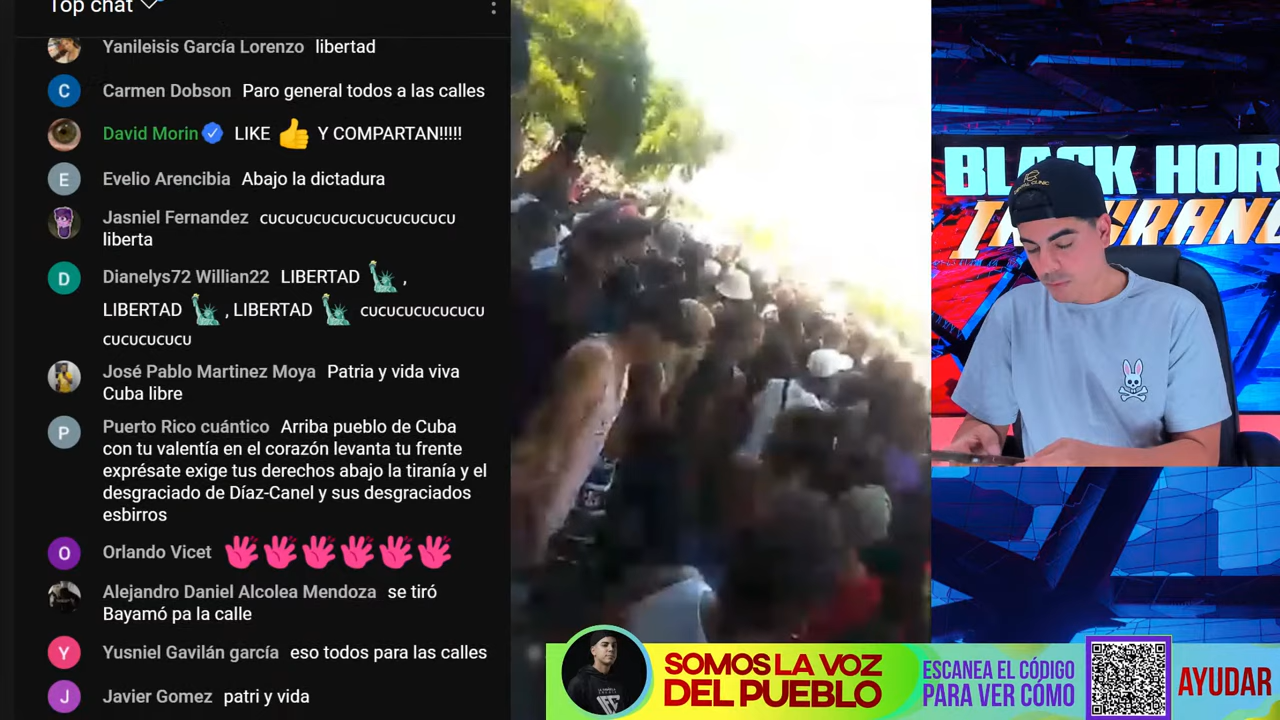 Top chat
Yanileisis García Lorenzo libertad
Carmen Dobson Paro general todos a las calles
David Morin LIKE 👍 Y COMPARTAN!!!!!
E Evelio Arencibia Abajo la dictadura
C
Jasniel Fernandez cucucucucucucucucucucu
liberta
D Dianelys72 Willian22 LIBERTAD 🗽,
LIBERTAD 🗽, LIBERTAD 🗽 cucucucucucucu
cucucucucu
José Pablo Martinez Moya Patria y vida viva
Cuba libre
P Puerto Rico cuántico Arriba pueblo de Cuba
con tu valentía en el corazón levanta tu frente
exprésate exige tus derechos abajo la tiranía y el
desgraciado de Díaz-Canel y sus desgraciados
esbirros
O Orlando Vicet
Alejandro Daniel Alcolea Mendoza se tiró
Bayamó pa la calle
Y Yusniel Gavilán garcía eso todos para las calles
J Javier Gomez patri y vida
BLACK HOR
SOMOS LA VOZ
DEL PUEBLO
ESCANEA EL CÓDIGO
PARA VER CÓMO
AYUDAR